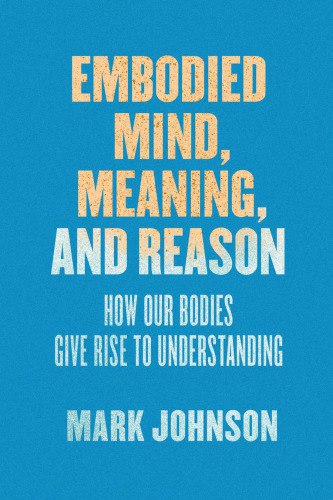 EMBODIED
MIND,
MEANING,
AND REASON
HOW OUR BODIES
GIVE RISE TO UNDERSTANDING
MARK JOHNSON